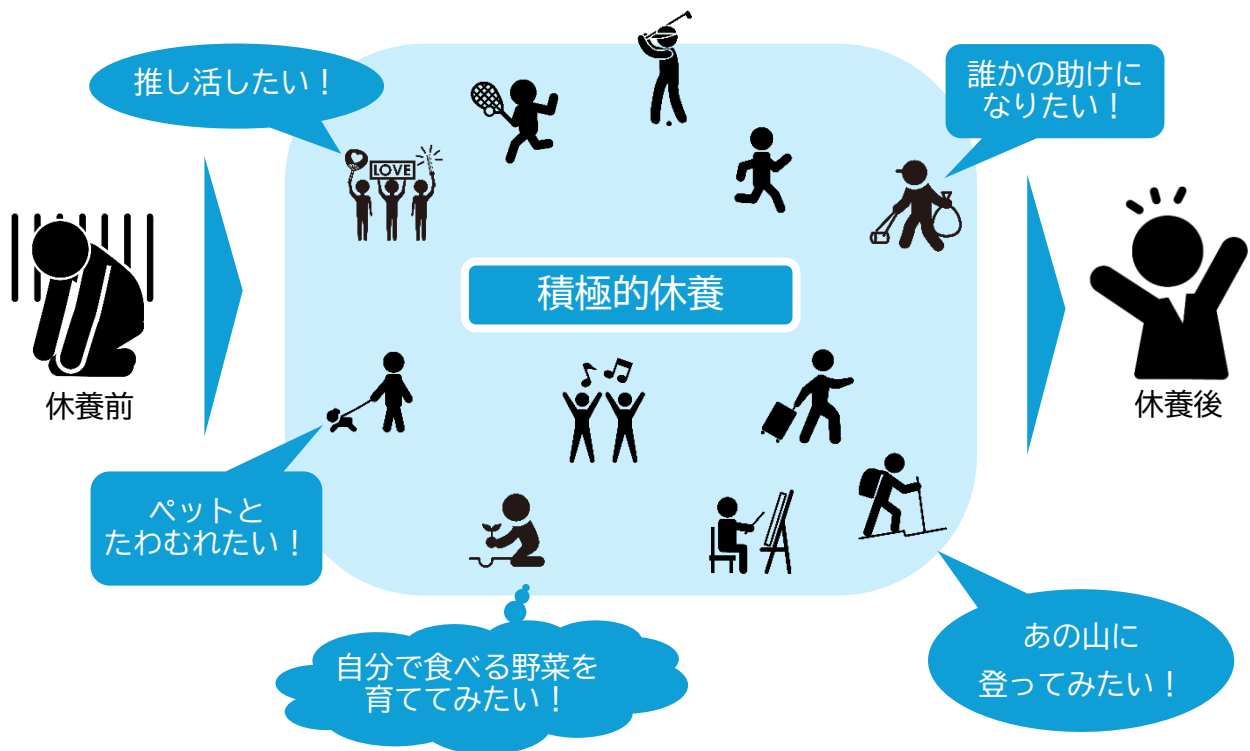 推し活したい！
誰かの助けに
なりたい！
LOVE
積極的休養
休養前
休養後
ペットと
たわむれたい！
自分で食べる野菜を
育ててみたい！
あの山に
登ってみたい！